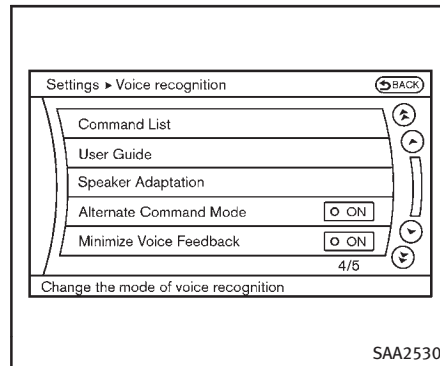 Settings ▸ Voice recognition BACK
Command List
User Guide
Speaker Adaptation
Alternate Command Mode ON
Minimize Voice Feedback ON
4/5
Change the mode of voice recognition
SAA2530